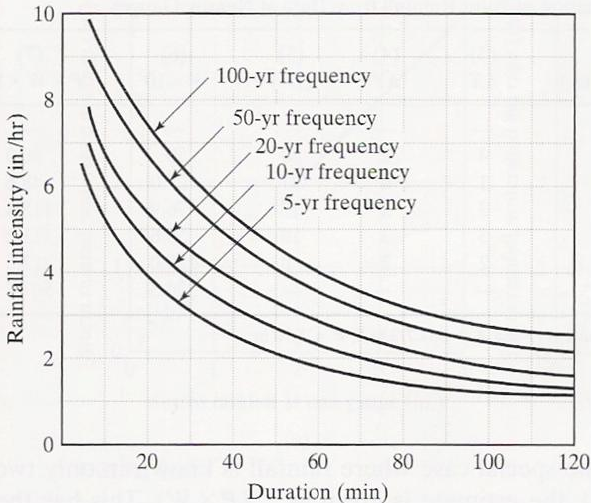 10
8
6
4
2
0
Rainfall intensity (in./hr)
100-yr frequency
50-yr frequency
20-yr frequency
10-yr frequency
5-yr frequency
20
40
60
80
100
120
Duration (min)